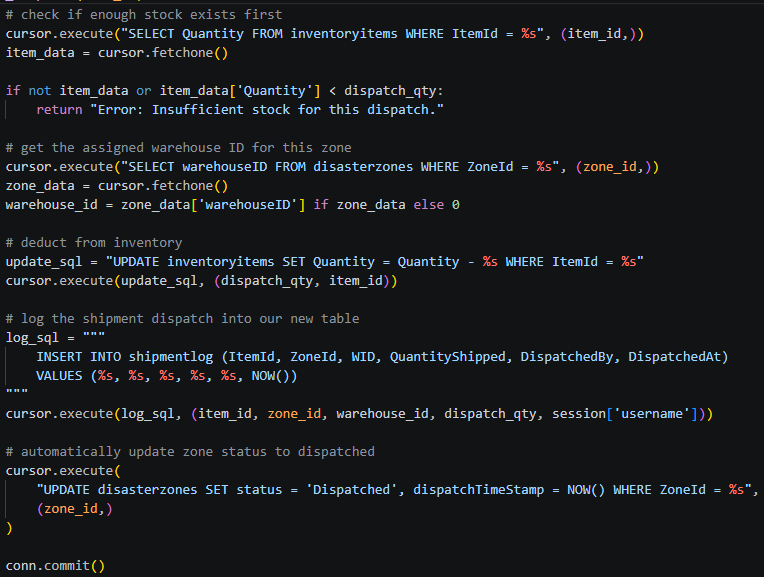 # check if enough stock exists first
cursor.execute("SELECT Quantity FROM inventoryitems WHERE ItemId = %s", (item_id,))
item_data = cursor.fetchone()

if not item_data or item_data['Quantity'] < dispatch_qty:
    return "Error: Insufficient stock for this dispatch."

# get the assigned warehouse ID for this zone
cursor.execute("SELECT warehouseID FROM disasterzones WHERE ZoneId = %s", (zone_id,))
zone_data = cursor.fetchone()
warehouse_id = zone_data['warehouseID'] if zone_data else 0

# deduct from inventory
update_sql = "UPDATE inventoryitems SET Quantity = Quantity - %s WHERE ItemId = %s"
cursor.execute(update_sql, (dispatch_qty, item_id))

# log the shipment dispatch into our new table
log_sql = """
    INSERT INTO shipmentlog (ItemId, ZoneId, WID, QuantityShipped, DispatchedBy, DispatchedAt)
    VALUES (%s, %s, %s, %s, %s, NOW())
"""
cursor.execute(log_sql, (item_id, zone_id, warehouse_id, dispatch_qty, session['username']))

# automatically update zone status to dispatched
cursor.execute(
    "UPDATE disasterzones SET status = 'Dispatched', dispatchTimeStamp = NOW() WHERE ZoneId = %s",
    (zone_id,)
)

conn.commit()